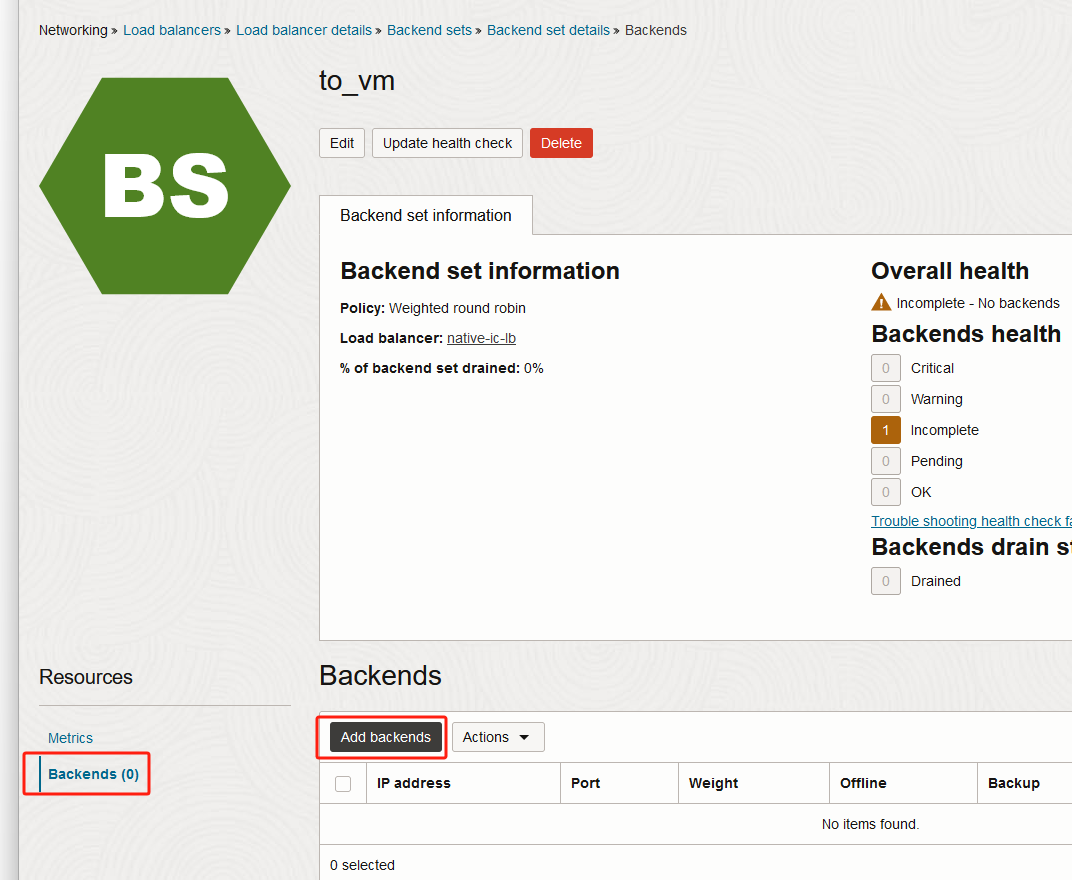 Networking » Load balancers » Load balancer details » Backend sets » Backend set details » Backends
BS
to_vm
Edit
Update health check
Delete
Backend set information
Backend set information
Policy: Weighted round robin
Load balancer: native-ic-lb
% of backend set drained: 0%
Overall health
Incomplete - No backends
Backends health
0 Critical
0 Warning
1 Incomplete
0 Pending
0 OK
Trouble shooting health check
Backends drain
0 Drained
Resources
Metrics
Backends (0)
Backends
Add backends
Actions
IP address Port Weight Offline Backup
No items found.
0 selected